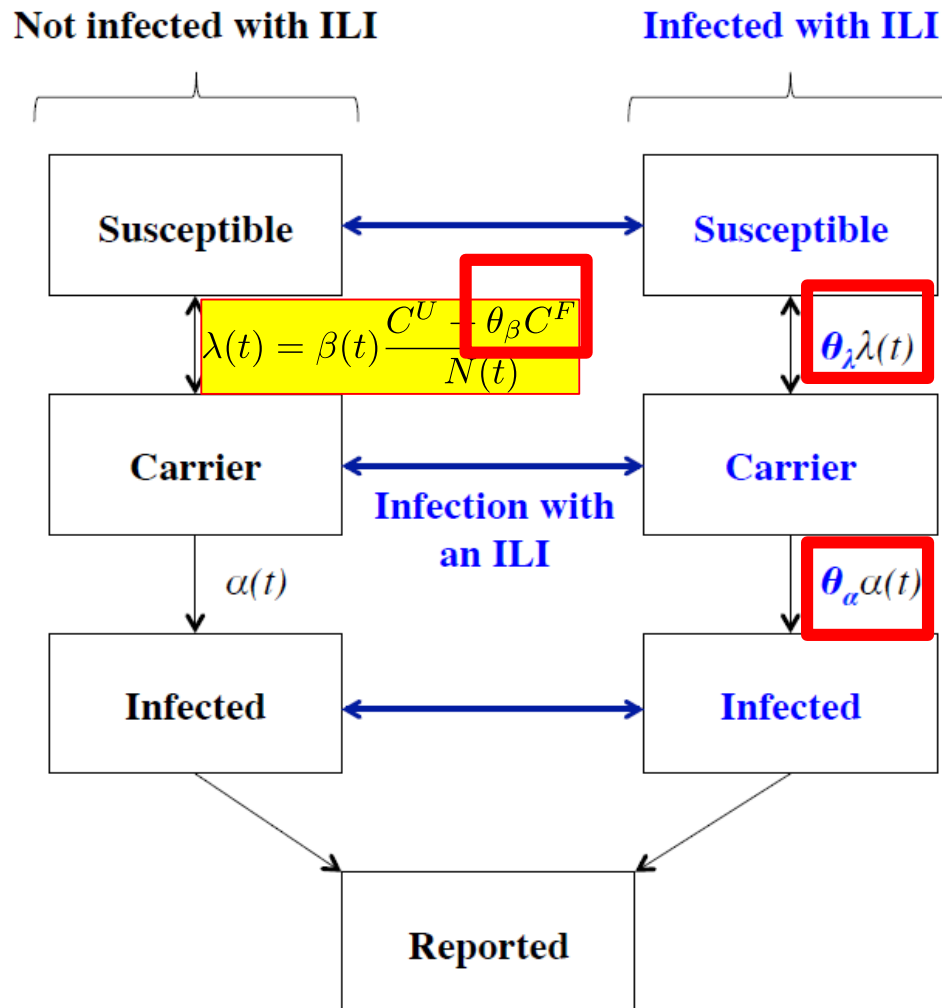 Not infected with ILI
Infected with ILI
Susceptible
Susceptible
λ(t) = β(t) \frac{C^U + θ_β C^F}{N(t)}
θ_λλ(t)
Carrier
Carrier
Infection with
an ILI
α(t)
θ_αα(t)
Infected
Infected
Reported